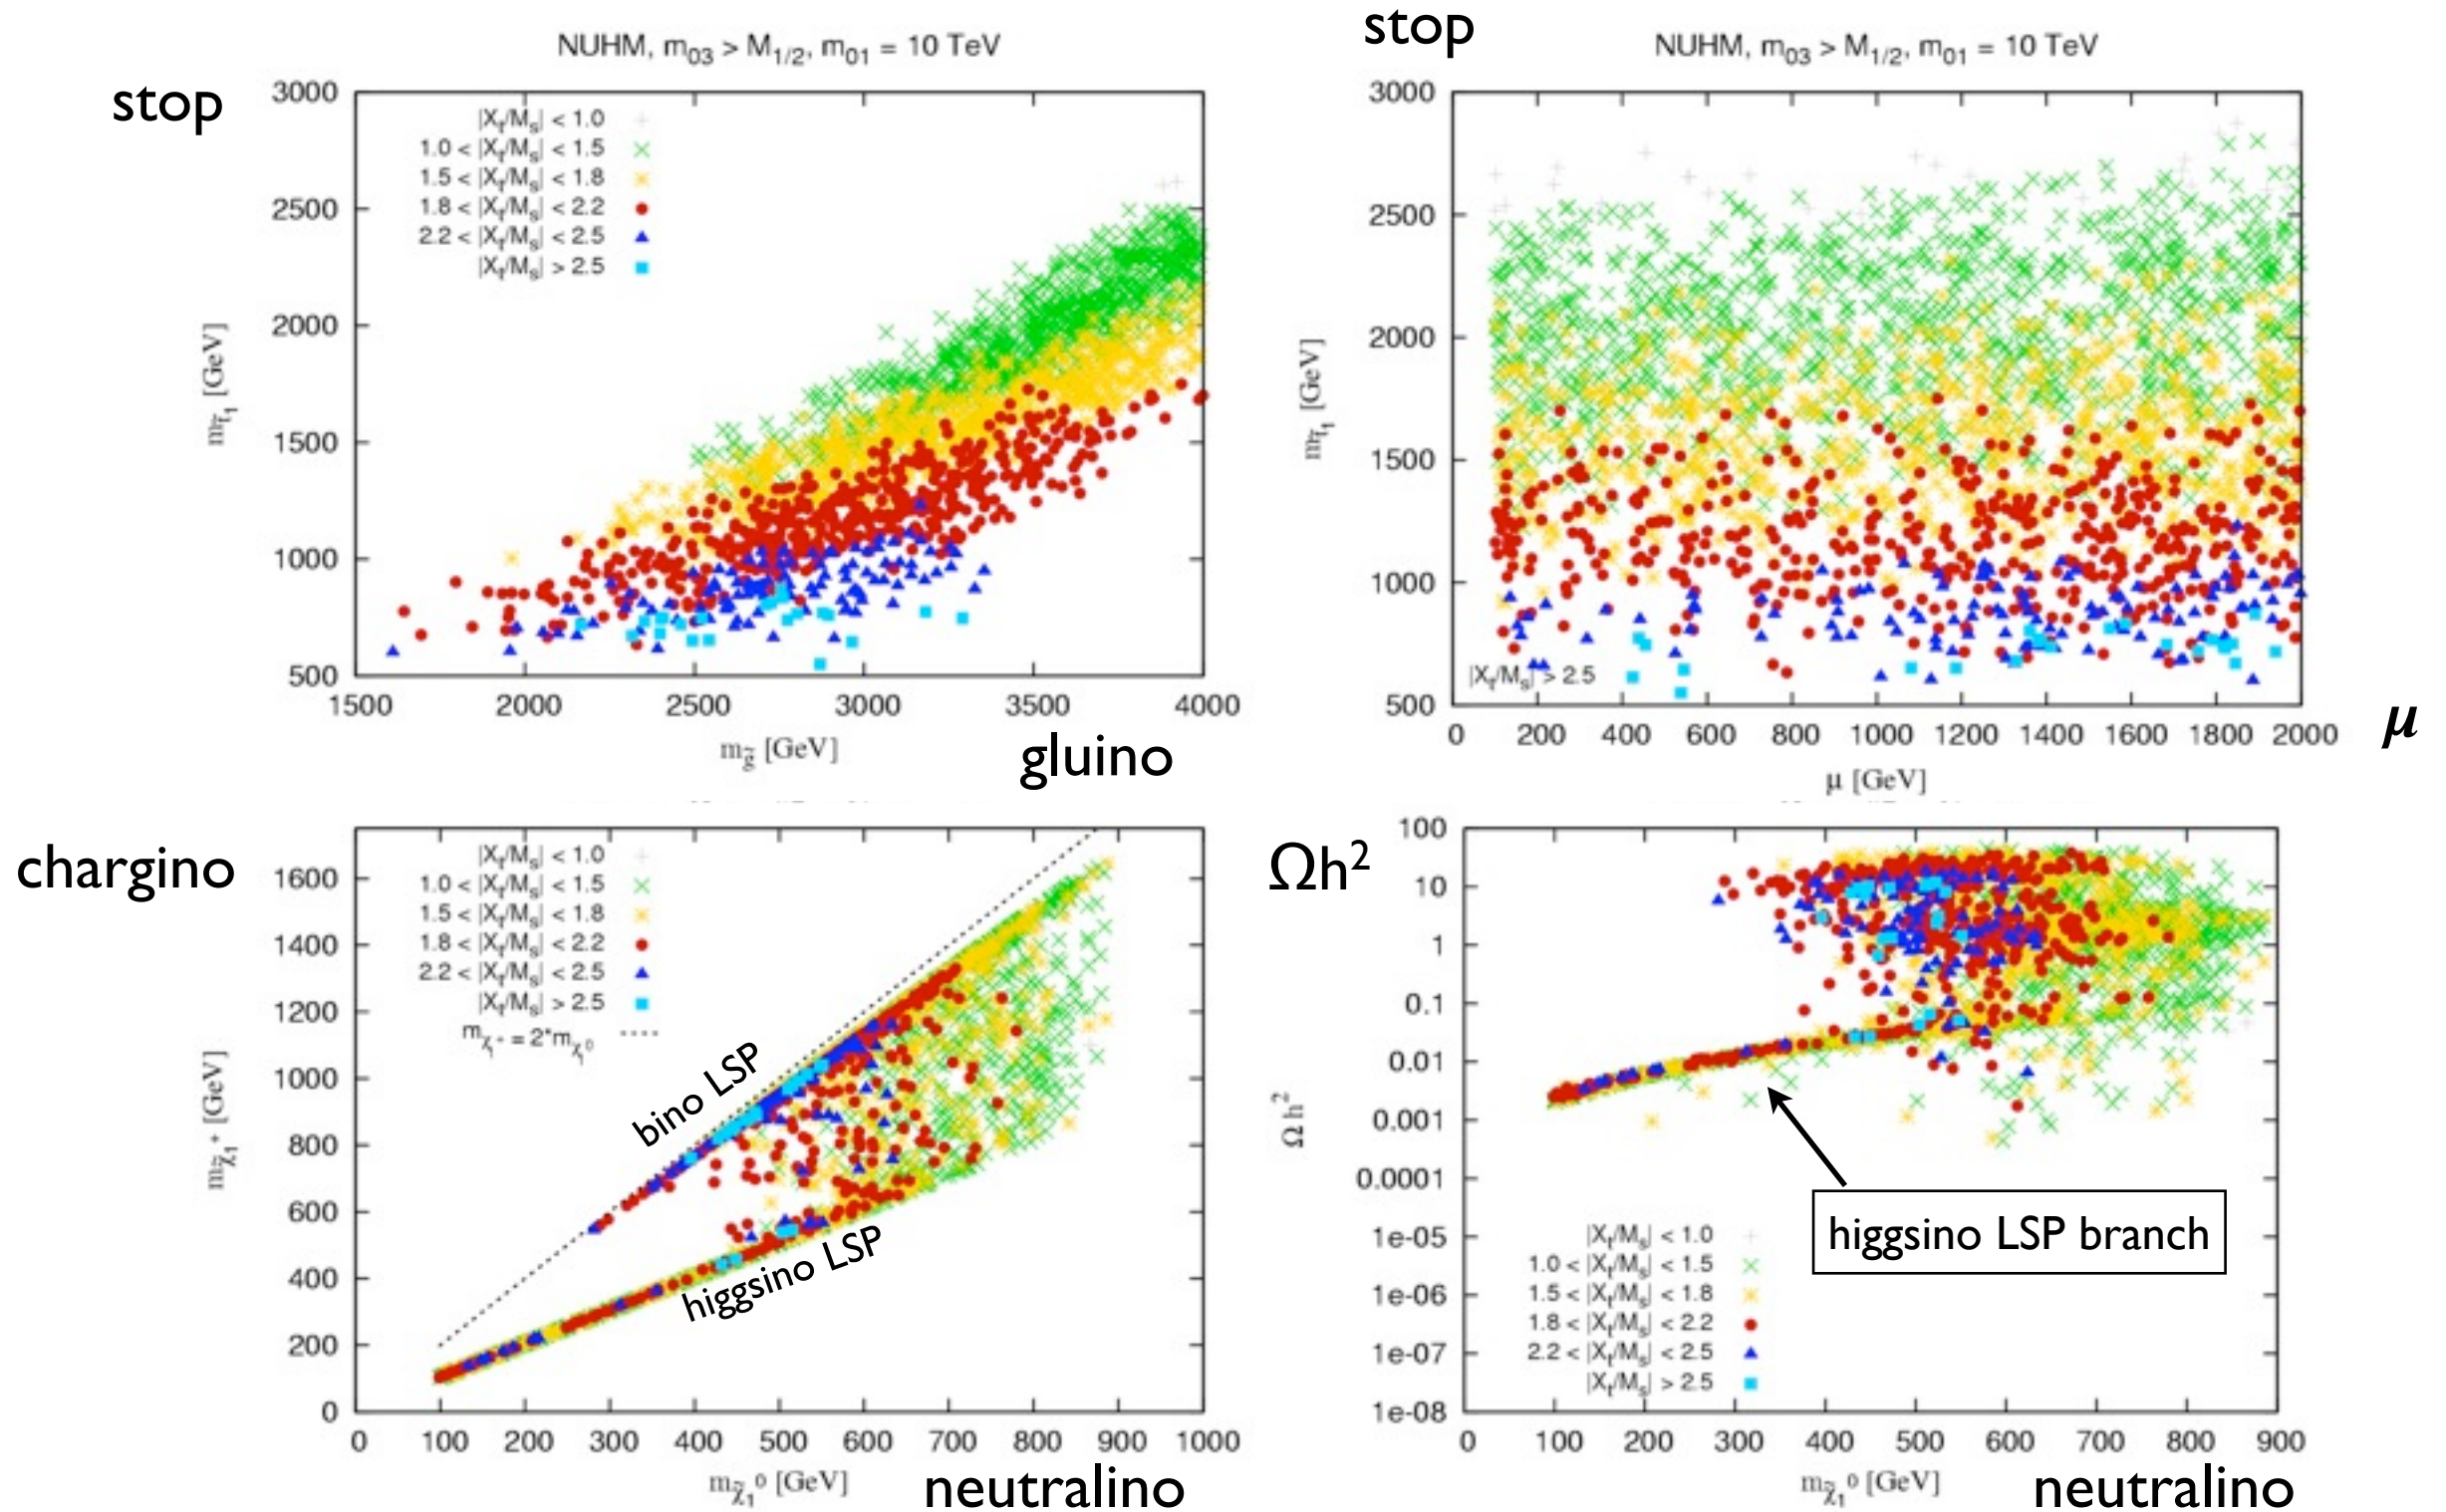 stop
NUHM, m03 > M1/2, m01 = 10 TeV
|Xt/Ms| < 1.0
1.0 < |Xt/Ms| < 1.5
1.5 < |Xt/Ms| < 1.8
1.8 < |Xt/Ms| < 2.2
2.2 < |Xt/Ms| < 2.5
|Xt/Ms| > 2.5
3000
2500
2000
1500
1000
500
mt̃1 [GeV]
1500 2000 2500 3000 3500 4000
mg̃ [GeV]
gluino
stop
NUHM, m03 > M1/2, m01 = 10 TeV
3000
2500
2000
1500
1000
500
mt̃1 [GeV]
|Xt/Ms| > 2.5
0 200 400 600 800 1000 1200 1400 1600 1800 2000
μ
μ [GeV]
chargino
|Xt/Ms| < 1.0
1.0 < |Xt/Ms| < 1.5
1.5 < |Xt/Ms| < 1.8
1.8 < |Xt/Ms| < 2.2
2.2 < |Xt/Ms| < 2.5
|Xt/Ms| > 2.5
mχ1+ = 2*mχ10
1600
1400
1200
1000
800
600
400
200
0
mχ̃1+ [GeV]
bino LSP
higgsino LSP
0 100 200 300 400 500 600 700 800 900 1000
mχ̃10 [GeV]
neutralino
Ωh²
100
10
1
0.1
0.01
0.001
0.0001
1e-05
1e-06
1e-07
1e-08
Ω h²
higgsino LSP branch
|Xt/Ms| < 1.0
1.0 < |Xt/Ms| < 1.5
1.5 < |Xt/Ms| < 1.8
1.8 < |Xt/Ms| < 2.2
2.2 < |Xt/Ms| < 2.5
|Xt/Ms| > 2.5
0 100 200 300 400 500 600 700 800 900
mχ̃10 [GeV]
neutralino